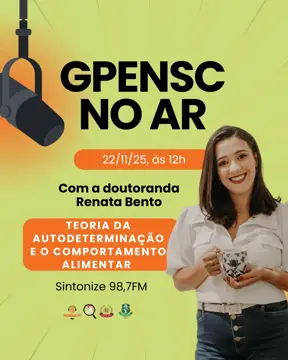 GPENSC
NO AR
22/11/25, às 12h
Com a doutoranda
Renata Bento
TEORIA DA
AUTODETERMINAÇÃO
E O COMPORTAMENTO
ALIMENTAR
Sintonize 98,7FM